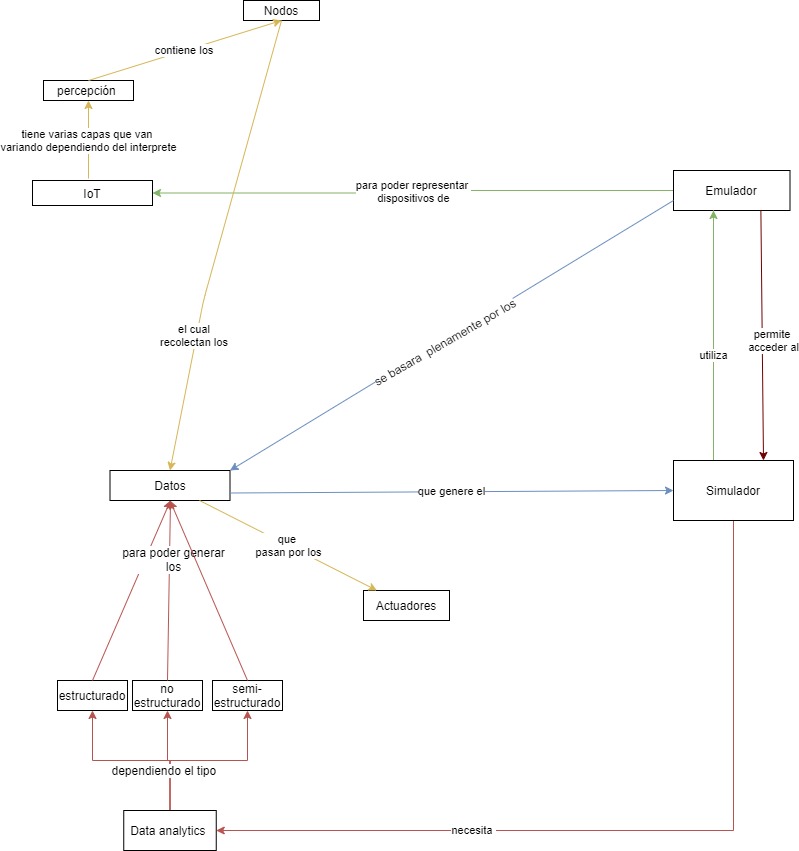 Nodos
contiene los
percepción
tiene varias capas que van
variando dependiendo del interprete
IoT
para poder representar
dispositivos de
Emulador
se basara plenamente por los
el cual
recolectan los
utiliza
permite
acceder al
Datos
que genere el
Simulador
que
pasan por los
para poder generar
los
Actuadores
estructurado
no
estructurado
semi-
estructurado
dependiendo el tipo
Data analytics
necesita